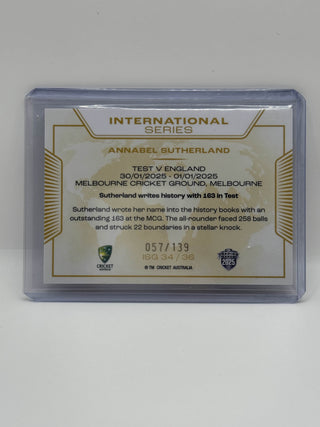 INTERNATIONAL
SERIES
ANNABEL SUTHERLAND
TEST V ENGLAND
30/01/2025 - 01/01/2025
MELBOURNE CRICKET GROUND, MELBOURNE
Sutherland writes history with 163 in Test
Sutherland wrote her name into the history books with an
outstanding 163 at the MCG. The all-rounder faced 258 balls
and struck 22 boundaries in a stellar knock.
057/139
ISG 34 / 36
CRICKET
AUSTRALIA
© TM CRICKET AUSTRALIA
2025